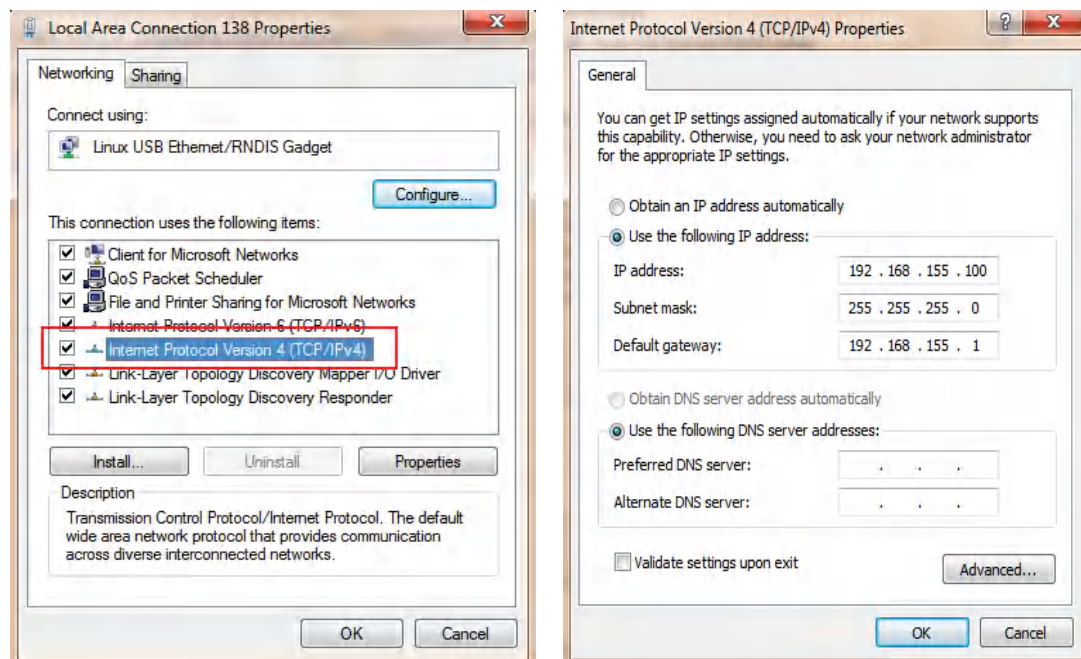 Local Area Connection 138 Properties
Networking
Sharing
Connect using:
Linux USB Ethernet/RNDIS Gadget
Configure...
This connection uses the following items:
Client for Microsoft Networks
QoS Packet Scheduler
File and Printer Sharing for Microsoft Networks
Internet Protocol Version 6 (TCP/IPv6)
Internet Protocol Version 4 (TCP/IPv4)
Link-Layer Topology Discovery Mapper I/O Driver
Link-Layer Topology Discovery Responder
Install...
Uninstall
Properties
Description
Transmission Control Protocol/Internet Protocol. The default
wide area network protocol that provides communication
across diverse interconnected networks.
OK
Cancel
Internet Protocol Version 4 (TCP/IPv4) Properties
General
You can get IP settings assigned automatically if your network supports
this capability. Otherwise, you need to ask your network administrator
for the appropriate IP settings.
Obtain an IP address automatically
Use the following IP address:
IP address: 192 . 168 . 155 . 100
Subnet mask: 255 . 255 . 255 . 0
Default gateway: 192 . 168 . 155 . 1
Obtain DNS server address automatically
Use the following DNS server addresses:
Preferred DNS server: . . .
Alternate DNS server: . . .
Validate settings upon exit
Advanced...
OK
Cancel